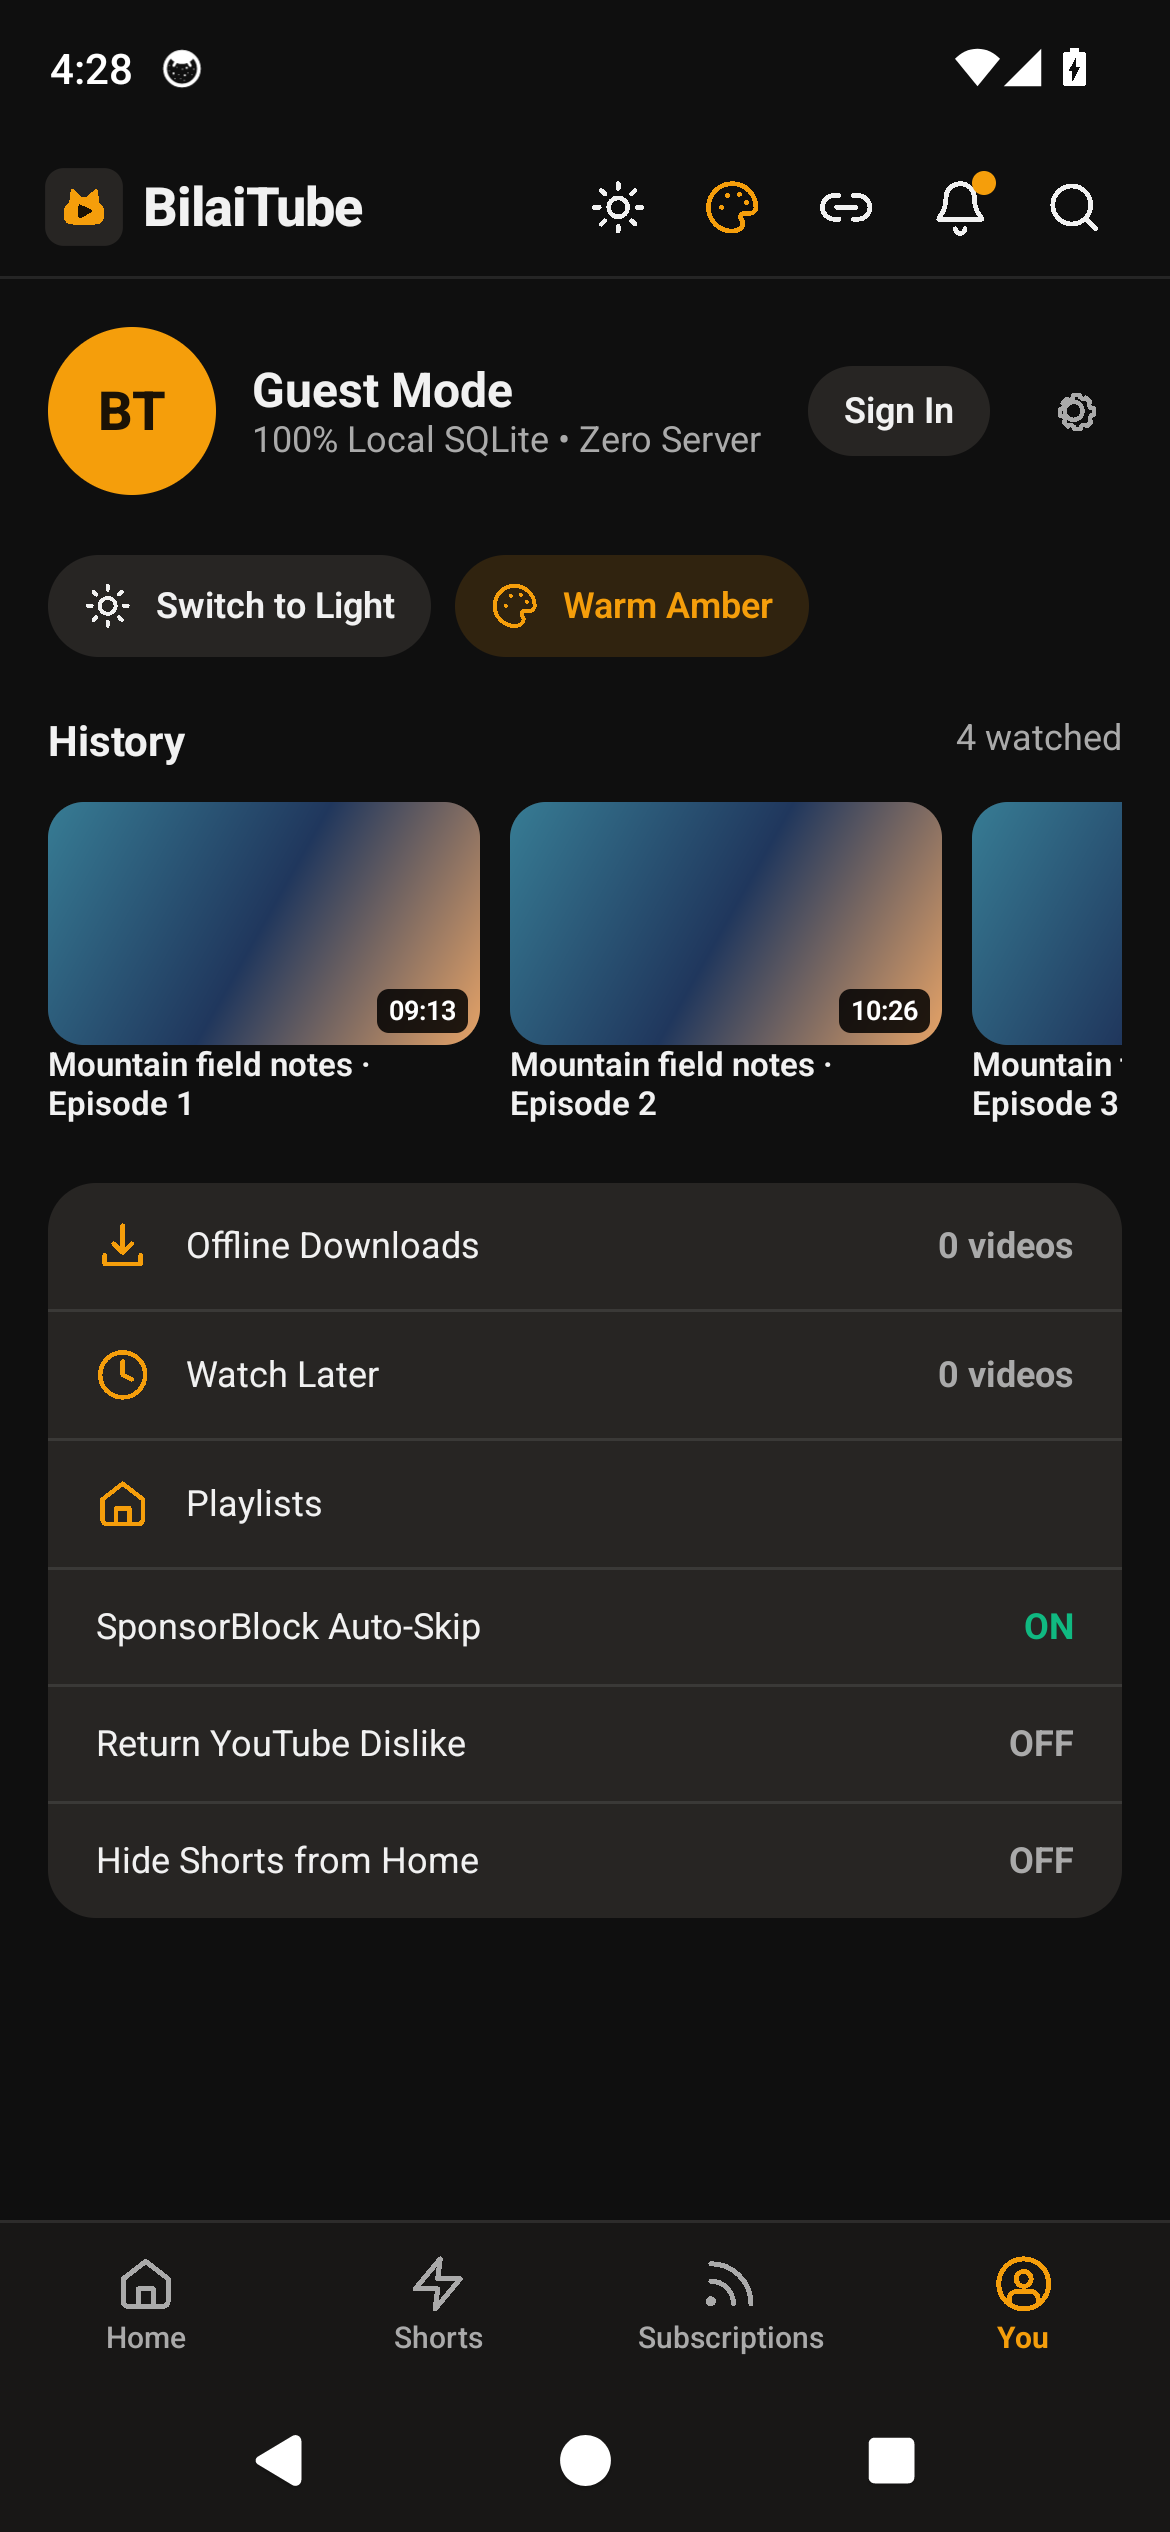 4:28
BilaiTube
BT
Guest Mode
100% Local SQLite • Zero Server
Sign In
Switch to Light
Warm Amber
History
4 watched
09:13
10:26
Mountain field notes ·
Episode 1
Mountain field notes ·
Episode 2
Mountain
Episode 3
Offline Downloads
0 videos
Watch Later
0 videos
Playlists
SponsorBlock Auto-Skip
ON
Return YouTube Dislike
OFF
Hide Shorts from Home
OFF
Home
Shorts
Subscriptions
You